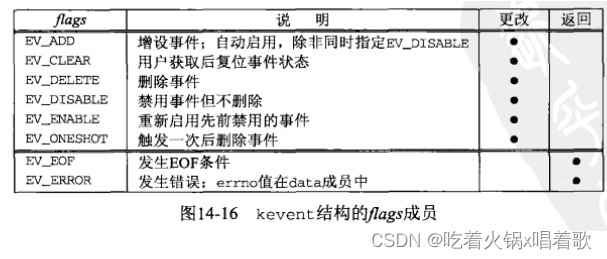 flags 说 明 更改 返回
EV_ADD 增设事件；自动启用，除非同时指定EV_DISABLE ●
EV_CLEAR 用户获取后复位事件状态 ●
EV_DELETE 删除事件 ●
EV_DISABLE 禁用事件但不删除 ●
EV_ENABLE 重新启用先前禁用的事件 ●
EV_ONESHOT 触发一次后删除事件 ●
EV_EOF 发生EOF条件 ●
EV_ERROR 发生错误：errno值在data成员中 ●
图14-16 kevent结构的flags成员
CSDN @吃着火锅x唱着歌